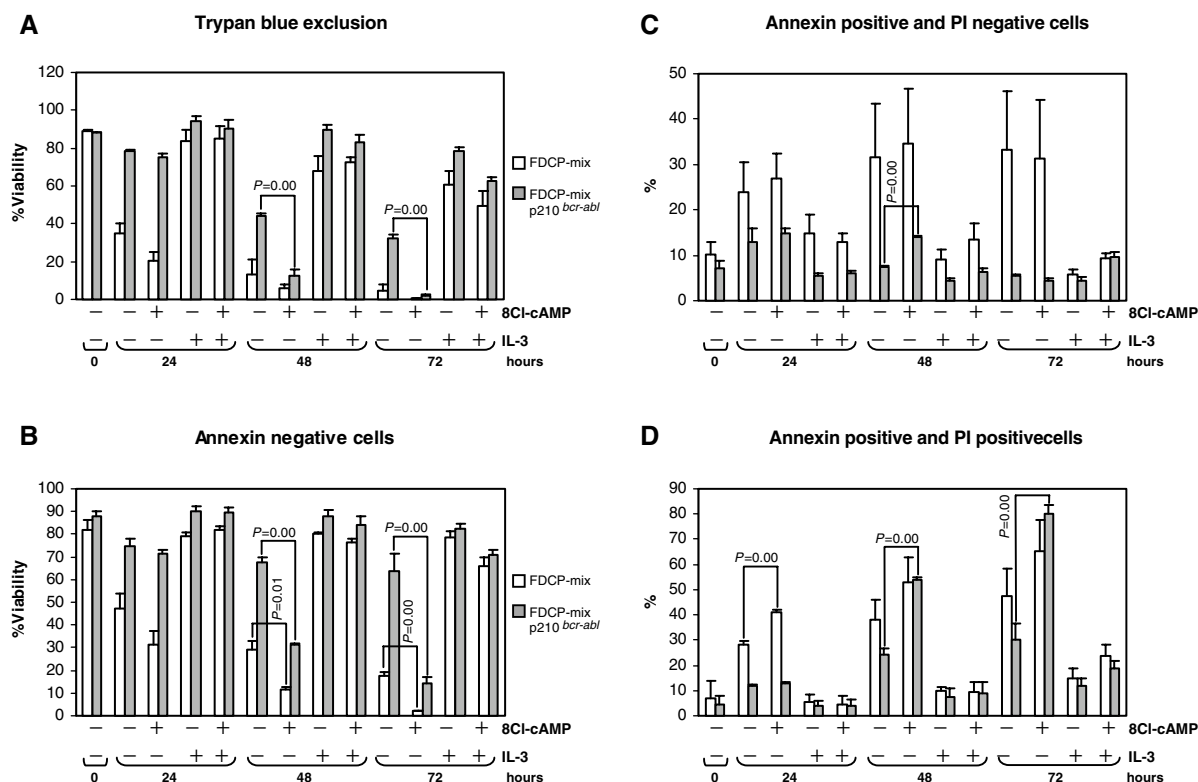 A Trypan blue exclusion
%Viability
120
100
80
60
40
20
0
P=0.00
P=0.00
FDCP-mix
FDCP-mix
p210 bcr-abl
− − + − + − + − + − + − + 8Cl-cAMP
− − − + + − − + + − − + + IL-3
0 24 48 72 hours
C Annexin positive and PI negative cells
%
50
40
30
20
10
0
P=0.00
− − + − + − + − + − + − + 8Cl-cAMP
− − − + + − − + + − − + + IL-3
0 24 48 72 hours
B Annexin negative cells
%Viability
100
90
80
70
60
50
40
30
20
10
0
P=0.00
P=0.01
P=0.00
P=0.00
FDCP-mix
FDCP-mix
p210 bcr-abl
− − + − + − + − + − + − + 8Cl-cAMP
− − − + + − − + + − − + + IL-3
0 24 48 72 hours
D Annexin positive and PI positivecells
%
90
80
70
60
50
40
30
20
10
0
P=0.00
P=0.00
P=0.00
− − + − + − + − + − + − + 8Cl-cAMP
− − − + + − − + + − − + + IL-3
0 24 48 72 hours